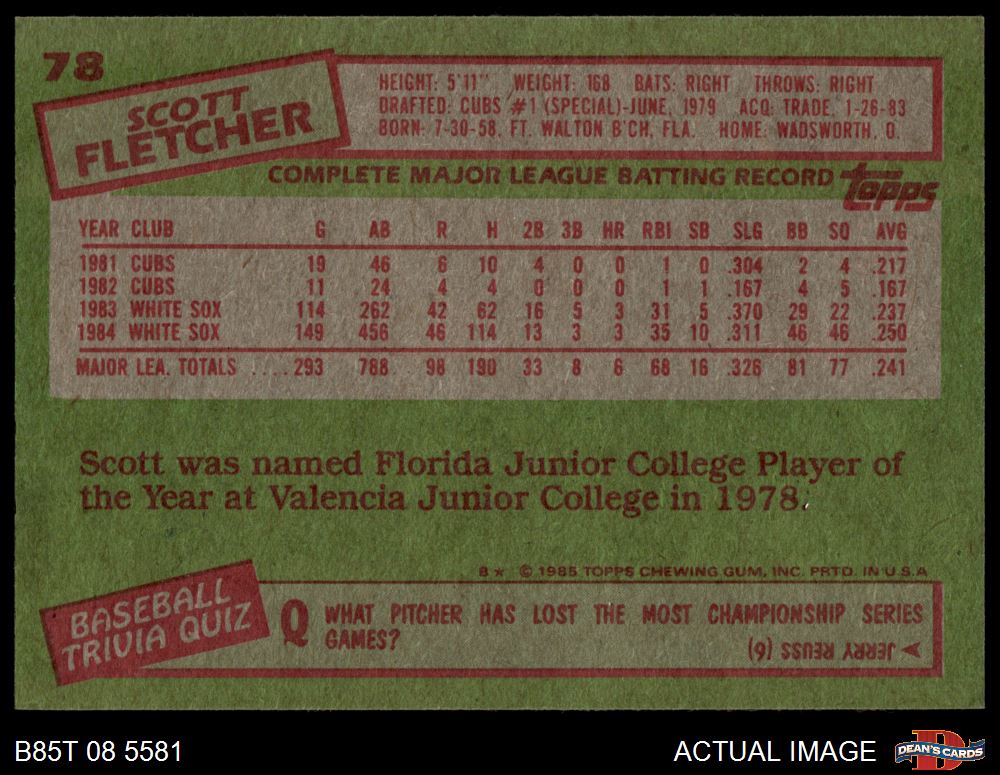 78
SCOTT
FLETCHER
HEIGHT: 5'11" WEIGHT: 168 BATS: RIGHT THROWS: RIGHT
DRAFTED: CUBS #1 (SPECIAL)-JUNE, 1979 ACQ: TRADE, 1-26-83
BORN: 7-30-58, FT. WALTON B'CH, FLA. HOME: WADSWORTH, O.
COMPLETE MAJOR LEAGUE BATTING RECORD topps
YEAR CLUB G AB R H 2B 3B HR RBI SB SLG BB SO AVG
1981 CUBS 19 46 6 10 4 0 0 1 0 .304 2 4 .217
1982 CUBS 11 24 4 4 0 0 0 1 1 .167 4 5 .167
1983 WHITE SOX 114 262 42 62 16 5 3 31 5 .370 29 22 .237
1984 WHITE SOX 149 456 46 114 13 3 3 35 10 .311 46 46 .250
MAJOR LEA. TOTALS .... 293 788 98 190 33 8 6 68 16 .326 81 77 .241
Scott was named Florida Junior College Player of
the Year at Valencia Junior College in 1978.
B★ © 1985 TOPPS CHEWING GUM, INC. PRTD. IN U.S.A.
BASEBALL
TRIVIA QUIZ
Q WHAT PITCHER HAS LOST THE MOST CHAMPIONSHIP SERIES
GAMES?
JERRY REUSS (6)
B85T 08 5581
ACTUAL IMAGE
DEAN'S CARDS